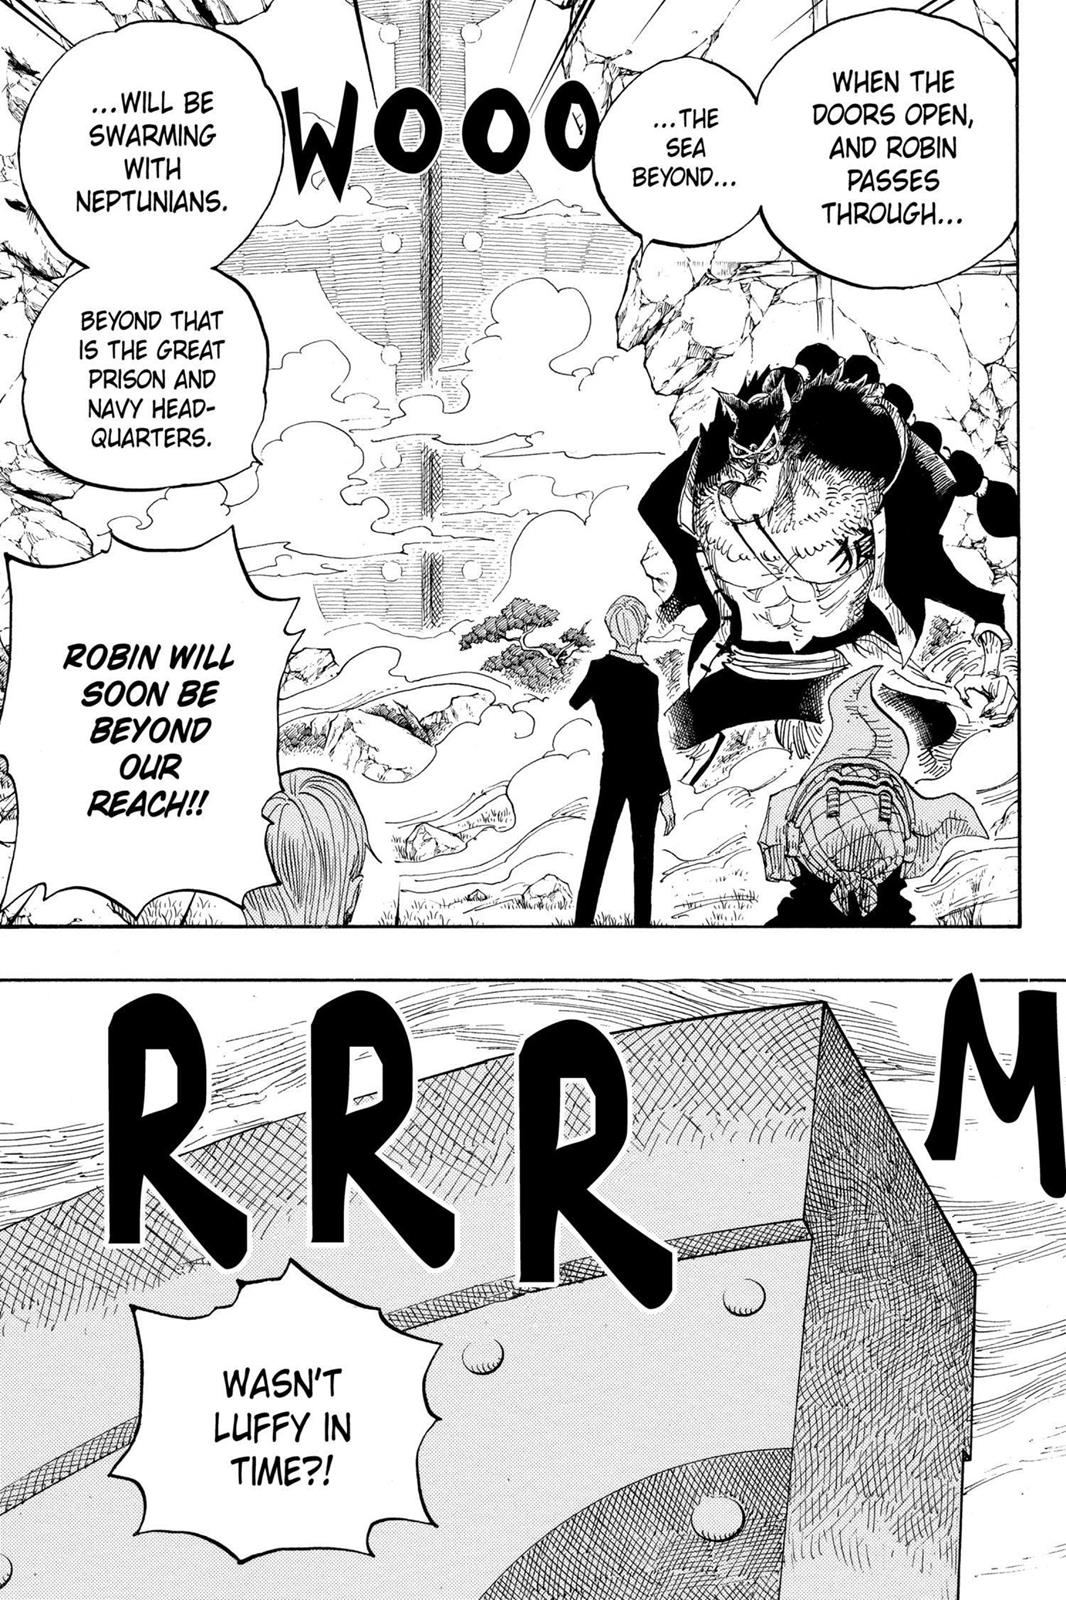 WHEN THE
DOORS OPEN,
AND ROBIN
PASSES
THROUGH...
...THE
SEA
BEYOND...
WOOO
...WILL BE
SWARMING
WITH
NEPTUNIANS.
BEYOND THAT
IS THE GREAT
PRISON AND
NAVY HEAD-
QUARTERS.
ROBIN WILL
SOON BE
BEYOND
OUR
REACH!!
RRRM
WASN'T
LUFFY IN
TIME?!